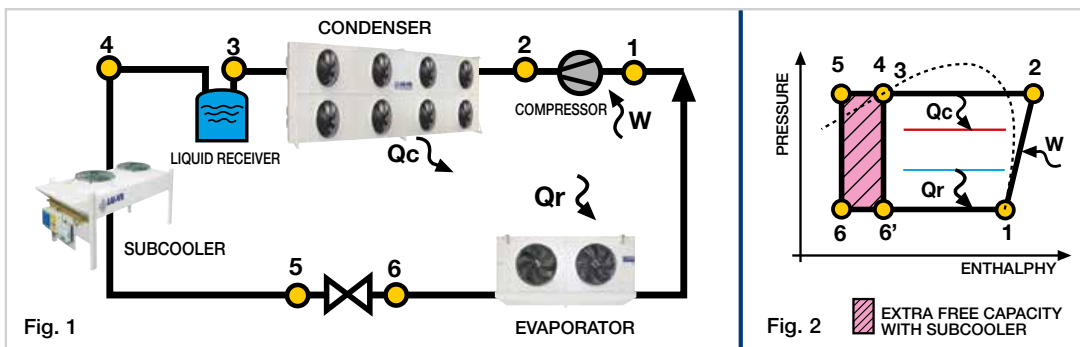 CONDENSER
4
3
2
1
COMPRESSOR
W
LIQUID RECEIVER
Qc
Qr
SUBCOOLER
5
6
EVAPORATOR
Fig. 1
PRESSURE
5
4
3
2
Qc
W
Qr
6
6'
1
ENTHALPHY
Fig. 2
EXTRA FREE CAPACITY
WITH SUBCOOLER